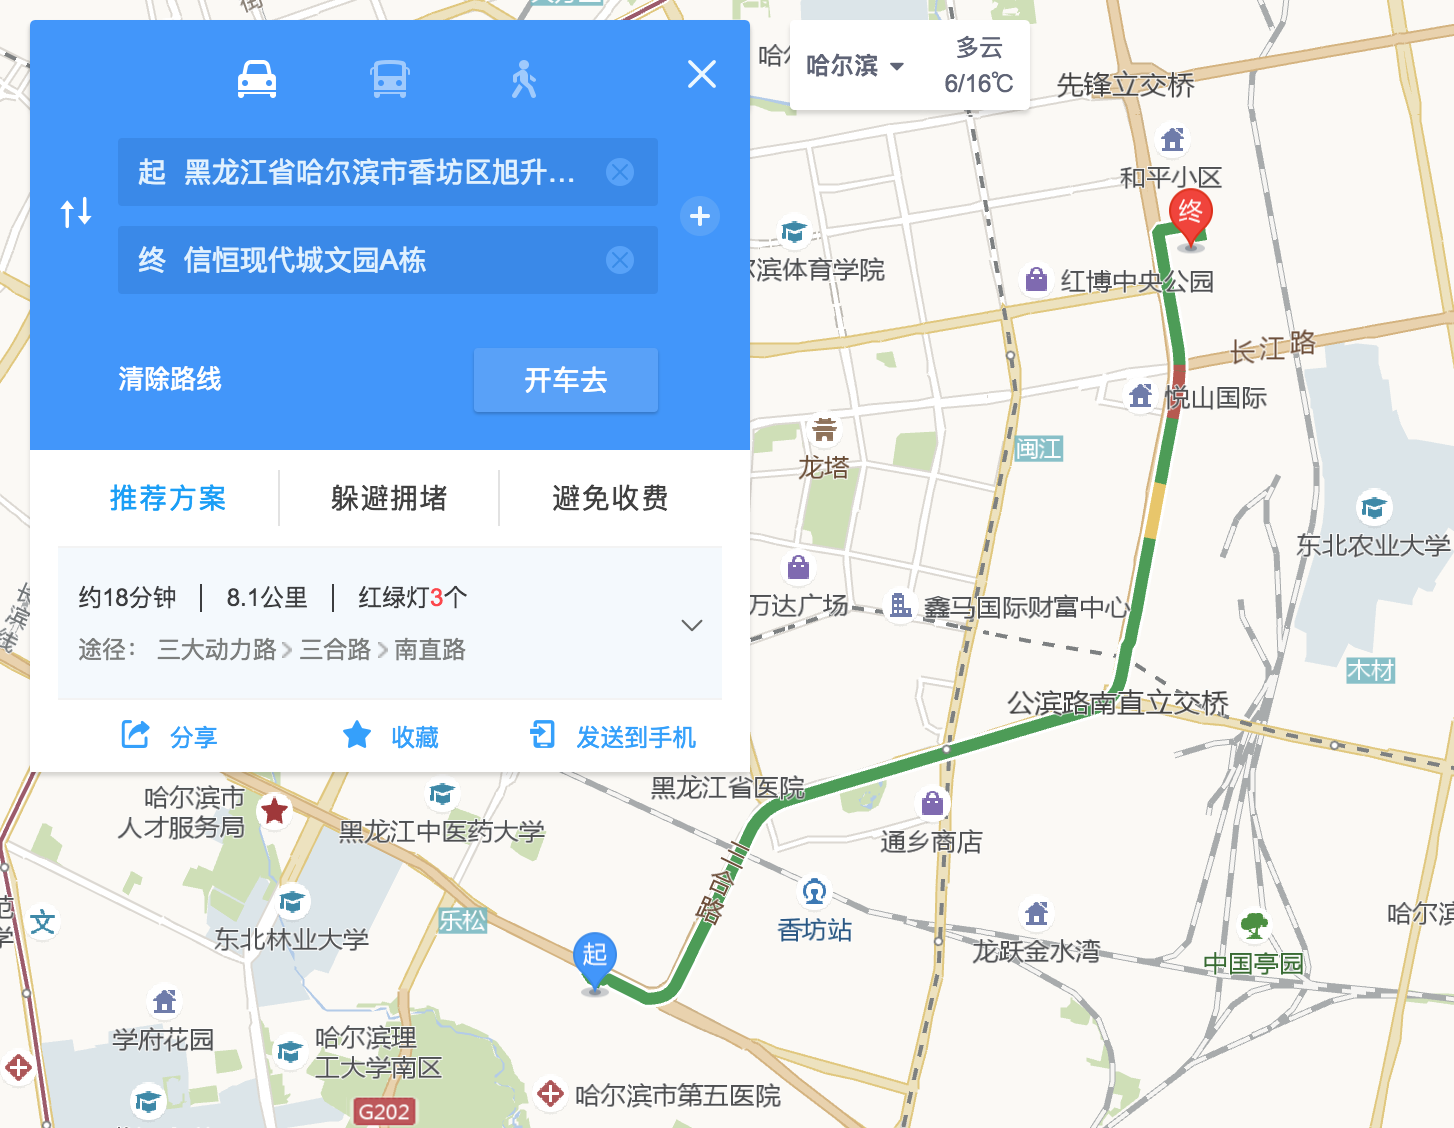 起 黑龙江省哈尔滨市香坊区旭升...
终 信恒现代城文园A栋
清除路线
开车去
推荐方案
躲避拥堵
避免收费
约18分钟 | 8.1公里 | 红绿灯3个
途径： 三大动力路 > 三合路 > 南直路
分享
收藏
发送到手机
哈尔滨
多云
6/16℃
先锋立交桥
和平小区
终
尔滨体育学院
红博中央公园
长江路
悦山国际
闽江
龙塔
东北农业大学
万达广场
鑫马国际财富中心
木材
公滨路南直立交桥
黑龙江省医院
哈尔滨市
人才服务局
黑龙江中医药大学
通乡商店
三合路
香坊站
东北林业大学
乐松
起
龙跃金水湾
中国亭园
哈尔滨
学府花园
哈尔滨理
工大学南区
G202
哈尔滨市第五医院
文